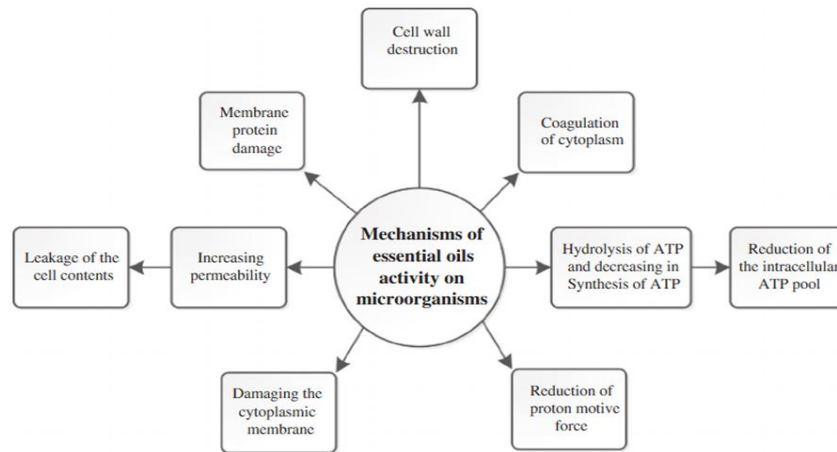 Cell wall
destruction
Membrane
protein
damage
Coagulation
of cytoplasm
Mechanisms of
essential oils
activity on
microorganisms
Leakage of the
cell contents
Increasing
permeability
Hydrolysis of ATP
and decreasing in
Synthesis of ATP
Reduction of
the intracellular
ATP pool
Damaging the
cytoplasmic
membrane
Reduction of
proton motive
force